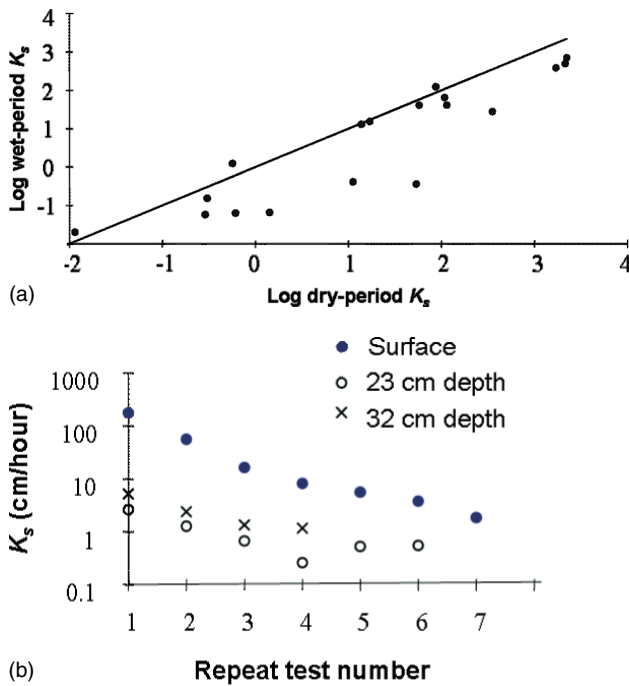 4
3
2
1
0
-1
-2 -1 0 1 2 3 4
Log wet-period Ks
Log dry-period Ks
(a)
Surface
23 cm depth
32 cm depth
1000
100
10
1
0.1
Ks (cm/hour)
1 2 3 4 5 6 7
Repeat test number
(b)